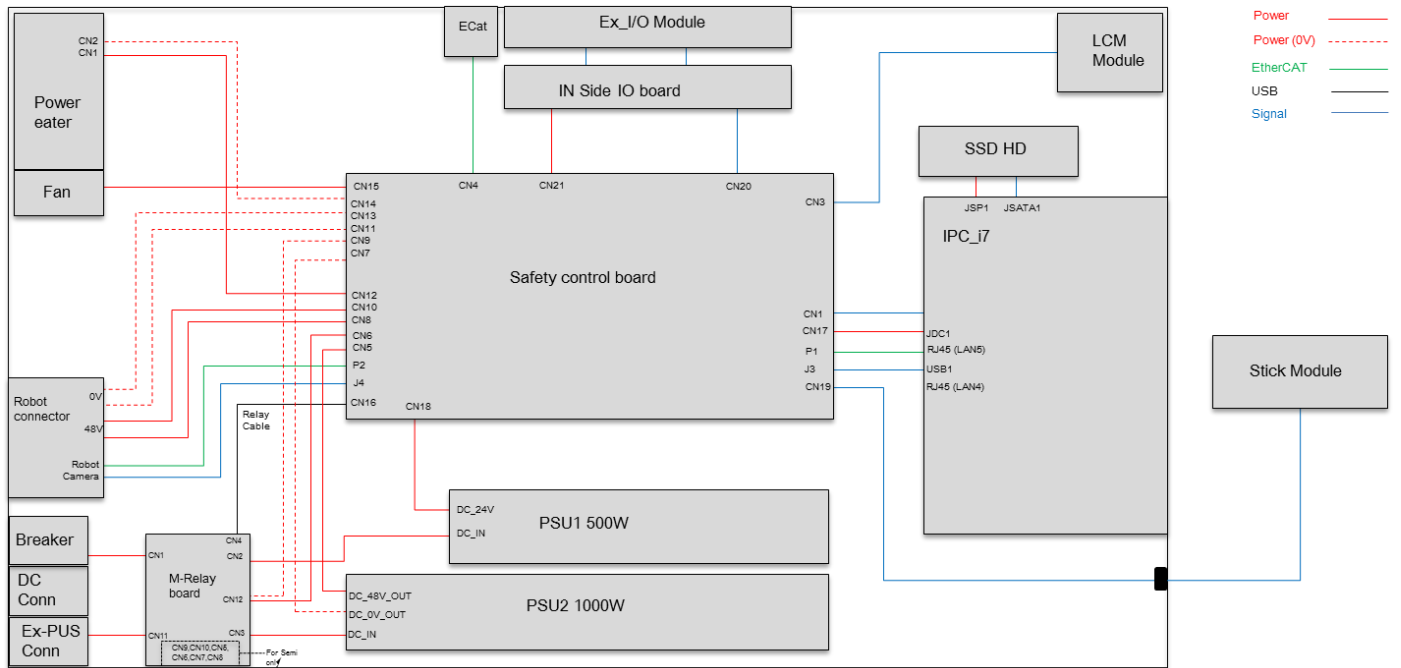 Power
Power (0V)
EtherCAT
USB
Signal
ECat
Ex_I/O Module
IN Side IO board
LCM
Module
SSD HD
CN2
CN1
Power
eater
Fan
CN15
CN14
CN13
CN11
CN9
CN7
CN12
CN10
CN8
CN6
CN5
P2
J4
CN16
CN4
CN21
CN20
CN3
Safety control board
CN1
CN17
P1
J3
CN19
CN18
JSP1
JSATA1
IPC_i7
JDC1
RJ45 (LAN5)
USB1
RJ45 (LAN4)
Stick Module
Robot
connector
0V
48V
Robot
Camera
Relay
Cable
Breaker
DC
Conn
Ex-PUS
Conn
CN4
CN1
CN2
M-Relay
board
CN12
CN11
CN3
CN9,CN10,CN5,
CN6,CN7,CN8
For Semi
only
DC_24V
DC_IN
PSU1 500W
DC_48V_OUT
DC_0V_OUT
DC_IN
PSU2 1000W